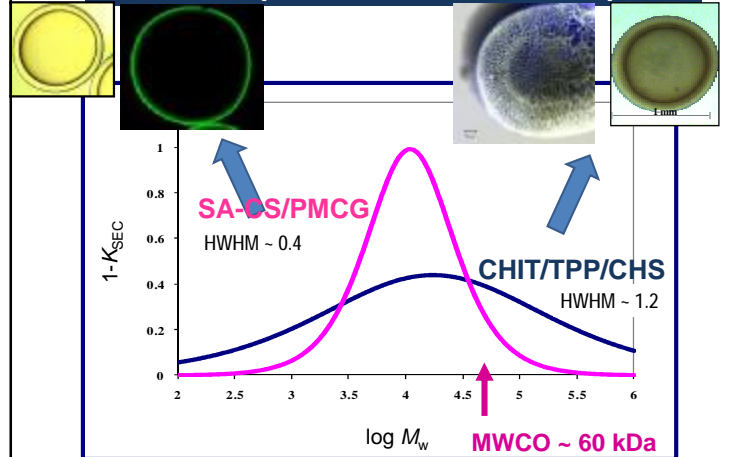 1 mm
1
0.8
0.6
0.4
0.2
0
1-KSEC
SA-CS/PMCG
HWHM ~ 0.4
CHIT/TPP/CHS
HWHM ~ 1.2
2 2.5 3 3.5 4 4.5 5 5.5 6
log Mw
MWCO ~ 60 kDa